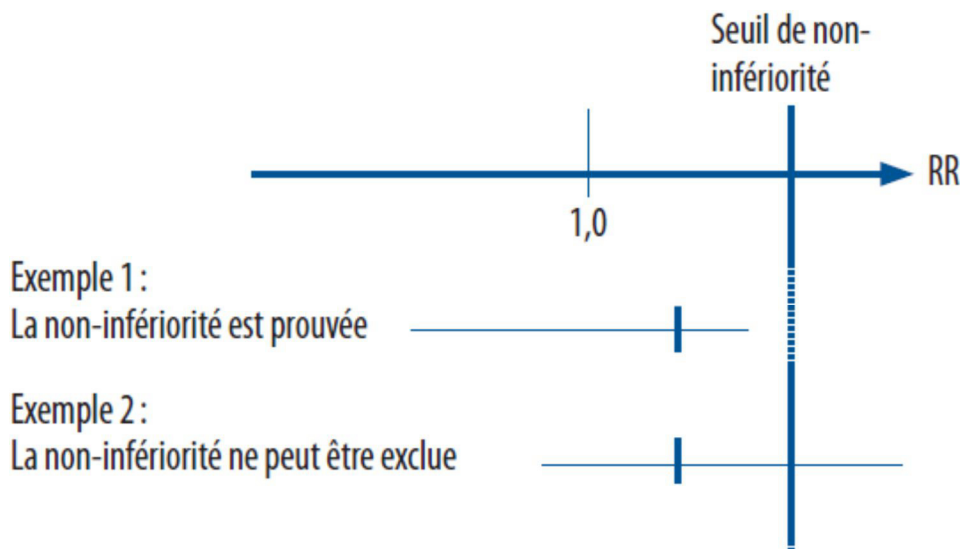 Seuil de non-
infériorité
RR
1,0
Exemple 1 :
La non-infériorité est prouvée
Exemple 2 :
La non-infériorité ne peut être exclue